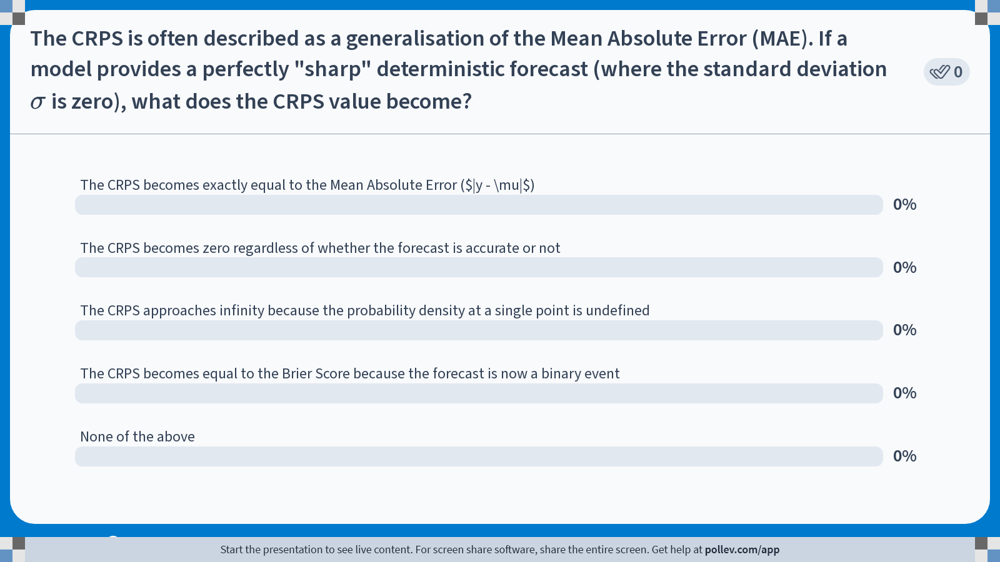 The CRPS is often described as a generalisation of the Mean Absolute Error (MAE). If a
model provides a perfectly "sharp" deterministic forecast (where the standard deviation
σ is zero), what does the CRPS value become?
0
The CRPS becomes exactly equal to the Mean Absolute Error ($|y - \mu|$)
0%
The CRPS becomes zero regardless of whether the forecast is accurate or not
0%
The CRPS approaches infinity because the probability density at a single point is undefined
0%
The CRPS becomes equal to the Brier Score because the forecast is now a binary event
0%
None of the above
0%
Start the presentation to see live content. For screen share software, share the entire screen. Get help at pollev.com/app